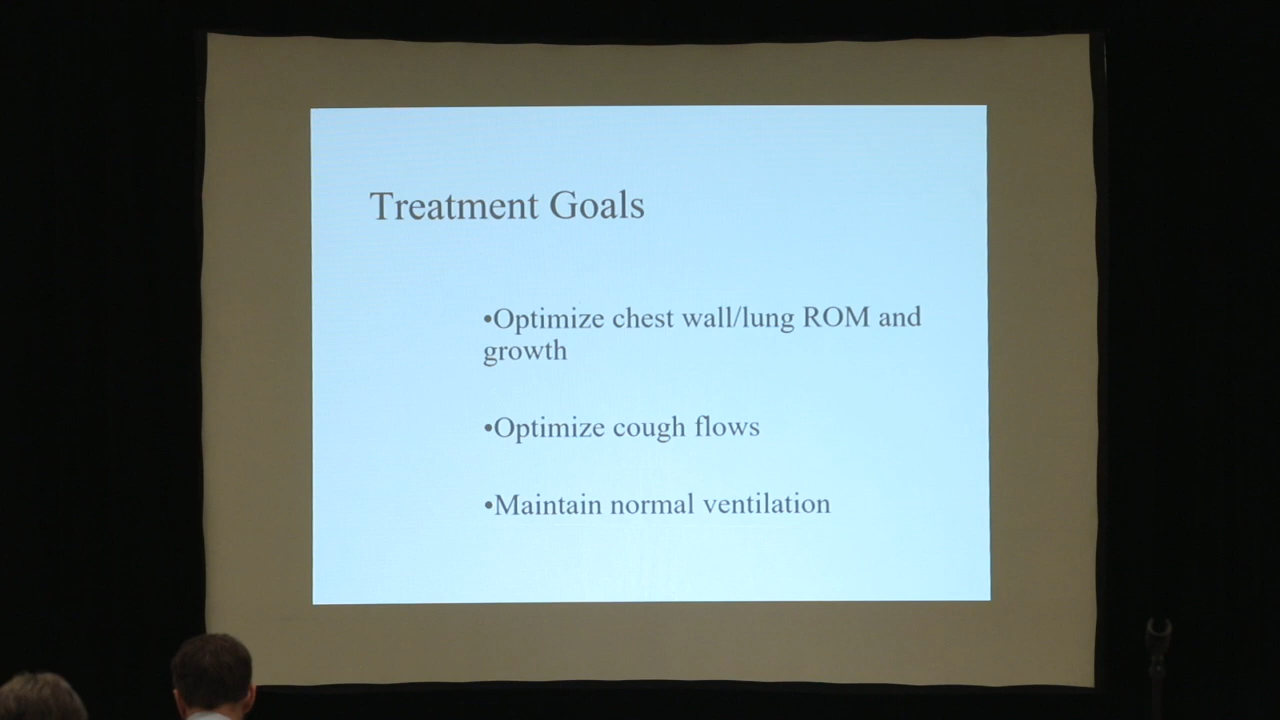 Treatment Goals
•Optimize chest wall/lung ROM and
growth
•Optimize cough flows
•Maintain normal ventilation